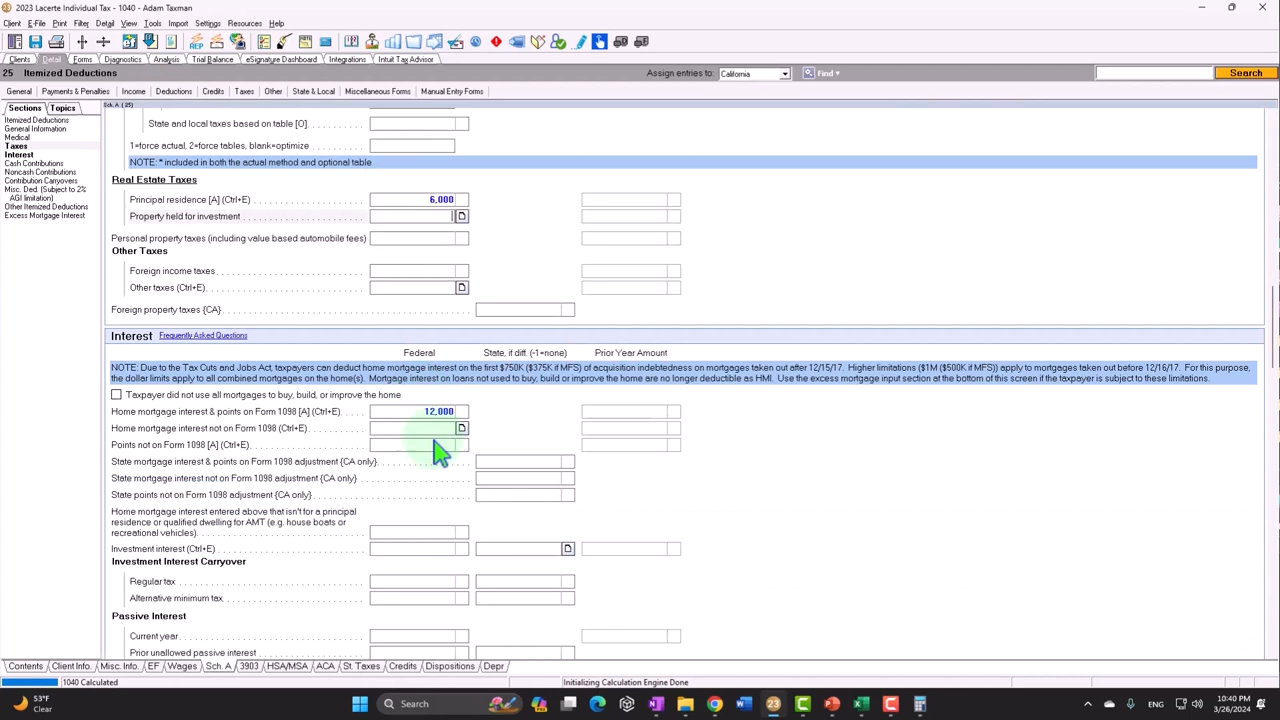 2023 Lacerte Individual Tax - 1040 - Adam Taxman
Client E-File Print Filter Detail View Tools Import Settings Resources Help
Clients Detail Forms Diagnostics Analysis Trial Balance eSignature Dashboard Integrations Intuit Tax Advisor
25 Itemized Deductions Assign entries to: California Find Search
General Payments & Penalties Income Deductions Credits Taxes Other State & Local Miscellaneous Forms Manual Entry Forms
Sections Topics
Itemized Deductions
General Information
Medical
Taxes
Interest
Cash Contributions
Noncash Contributions
Contribution Carryovers
Misc. Ded. (Subject to 2%
AGI limitation)
Other Itemized Deductions
Excess Mortgage Interest
Sch. A (25)
State and local taxes based on table [O]
1=force actual, 2=force tables, blank=optimize
NOTE: * included in both the actual method and optional table
Real Estate Taxes
Principal residence [A] (Ctrl+E) 6,000
Property held for investment
Personal property taxes (including value based automobile fees)
Other Taxes
Foreign income taxes
Other taxes (Ctrl+E)
Foreign property taxes {CA}
Interest Frequently Asked Questions
Federal State, if diff. (-1=none) Prior Year Amount
NOTE: Due to the Tax Cuts and Jobs Act, taxpayers can deduct home mortgage interest on the first $750K ($375K if MFS) of acquisition indebtedness on mortgages taken out after 12/15/17. Higher limitations ($1M ($500K if MFS)) apply to mortgages taken out before 12/16/17. For this purpose,
the dollar limits apply to all combined mortgages on the home(s). Mortgage interest on loans not used to buy, build or improve the home are no longer deductible as HMI. Use the excess mortgage input section at the bottom of this screen if the taxpayer is subject to these limitations.
Taxpayer did not use all mortgages to buy, build, or improve the home
Home mortgage interest & points on Form 1098 [A] (Ctrl+E) 12,000
Home mortgage interest not on Form 1098 (Ctrl+E)
Points not on Form 1098 [A] (Ctrl+E)
State mortgage interest & points on Form 1098 adjustment {CA only}
State mortgage interest not on Form 1098 adjustment {CA only}
State points not on Form 1098 adjustment {CA only}
Home mortgage interest entered above that isn't for a principal
residence or qualified dwelling for AMT (e.g. house boats or
recreational vehicles)
Investment interest (Ctrl+E)
Investment Interest Carryover
Regular tax
Alternative minimum tax
Passive Interest
Current year
Prior unallowed passive interest
Contents Client Info. Misc. Info. EF Wages Sch. A 3903 HSA/MSA ACA St. Taxes Credits Dispositions Depr
1040 Calculated Initializing Calculation Engine Done
53°F
Clear
Search
ENG
10:40 PM
3/26/2024